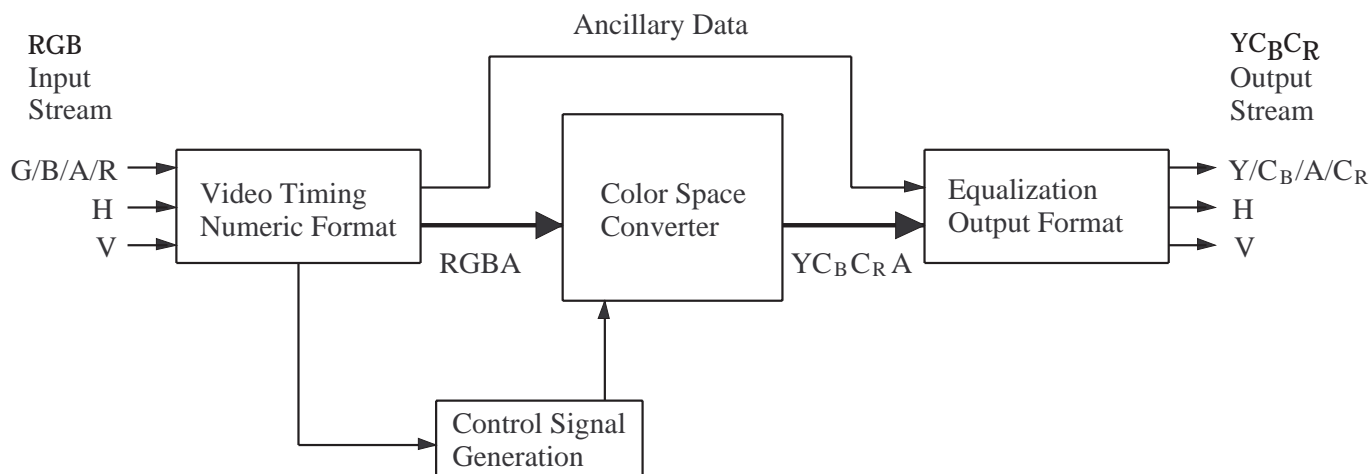 Ancillary Data
RGB
Input
Stream
YCBCR
Output
Stream
G/B/A/R
H
V
Video Timing
Numeric Format
RGBA
Color Space
Converter
YCBCRA
Equalization
Output Format
Y/CB/A/CR
H
V
Control Signal
Generation